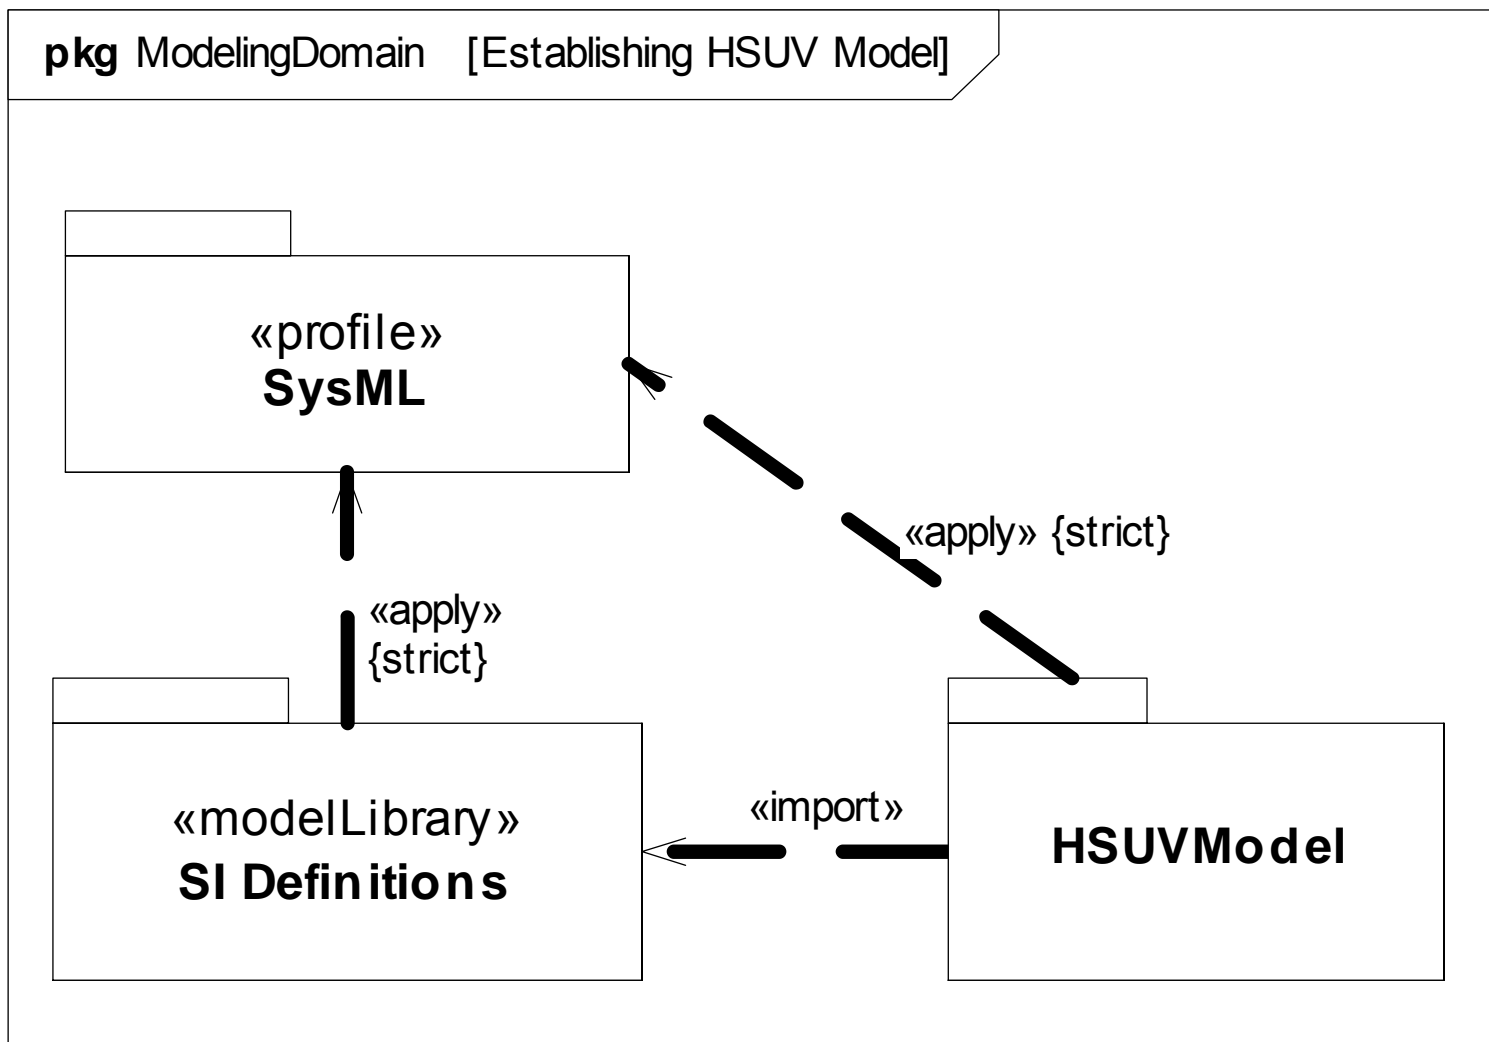 pkg ModelingDomain [Establishing HSUV Model]
«profile»
SysML
«apply» {strict}
«apply»
{strict}
«modelLibrary»
SI Definitions
«import»
HSUVModel